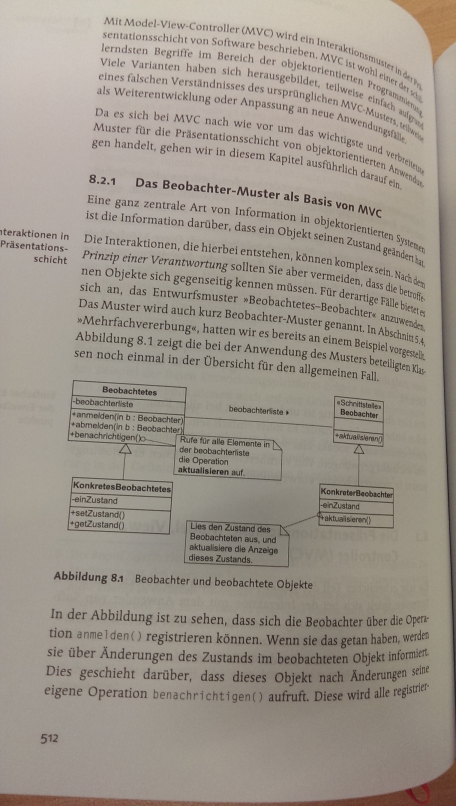 Mit Model-View-Controller (MVC) wird ein Interaktionsmuster in der
sentationsschicht von Software beschrieben. MVC ist wohl einer der
lerndsten Begriffe im Bereich der objektorientierten Programmierung.
Viele Varianten haben sich herausgebildet, teilweise einfach aufgrund
eines falschen Verständnisses des ursprünglichen MVC-Musters, teilweise
als Weiterentwicklung oder Anpassung an neue Anwendungsfälle.
Da es sich bei MVC nach wie vor um das wichtigste und verbreitetste
Muster für die Präsentationsschicht von objektorientierten Anwendun-
gen handelt, gehen wir in diesem Kapitel ausführlich darauf ein.
8.2.1 Das Beobachter-Muster als Basis von MVC
Eine ganz zentrale Art von Information in objektorientierten Systemen
ist die Information darüber, dass ein Objekt seinen Zustand geändert hat.
nteraktionen in
Präsentations-
schicht
Die Interaktionen, die hierbei entstehen, können komplex sein. Nach dem
Prinzip einer Verantwortung sollten Sie aber vermeiden, dass die betroffe-
nen Objekte sich gegenseitig kennen müssen. Für derartige Fälle bietet es
sich an, das Entwurfsmuster »Beobachtetes–Beobachter« anzuwenden.
Das Muster wird auch kurz Beobachter-Muster genannt. In Abschnitt 5.4,
»Mehrfachvererbung«, hatten wir es bereits an einem Beispiel vorgestellt.
Abbildung 8.1 zeigt die bei der Anwendung des Musters beteiligten Klas-
sen noch einmal in der Übersicht für den allgemeinen Fall.
Beobachtetes
-beobachterliste
+anmelden(in b : Beobachter)
+abmelden(in b : Beobachter)
+benachrichtigen()
beobachterliste
«Schnittstelle»
Beobachter
+aktualisieren()
Rufe für alle Elemente in
der beobachterliste
die Operation
aktualisieren auf.
KonkretesBeobachtetes
-einZustand
+setZustand()
+getZustand()
KonkreterBeobachter
-einZustand
+aktualisieren()
Lies den Zustand des
Beobachteten aus, und
aktualisiere die Anzeige
dieses Zustands.
Abbildung 8.1 Beobachter und beobachtete Objekte
In der Abbildung ist zu sehen, dass sich die Beobachter über die Opera-
tion anmelden() registrieren können. Wenn sie das getan haben, werden
sie über Änderungen des Zustands im beobachteten Objekt informiert.
Dies geschieht darüber, dass dieses Objekt nach Änderungen seine
eigene Operation benachrichtigen() aufruft. Diese wird alle registrier-
512